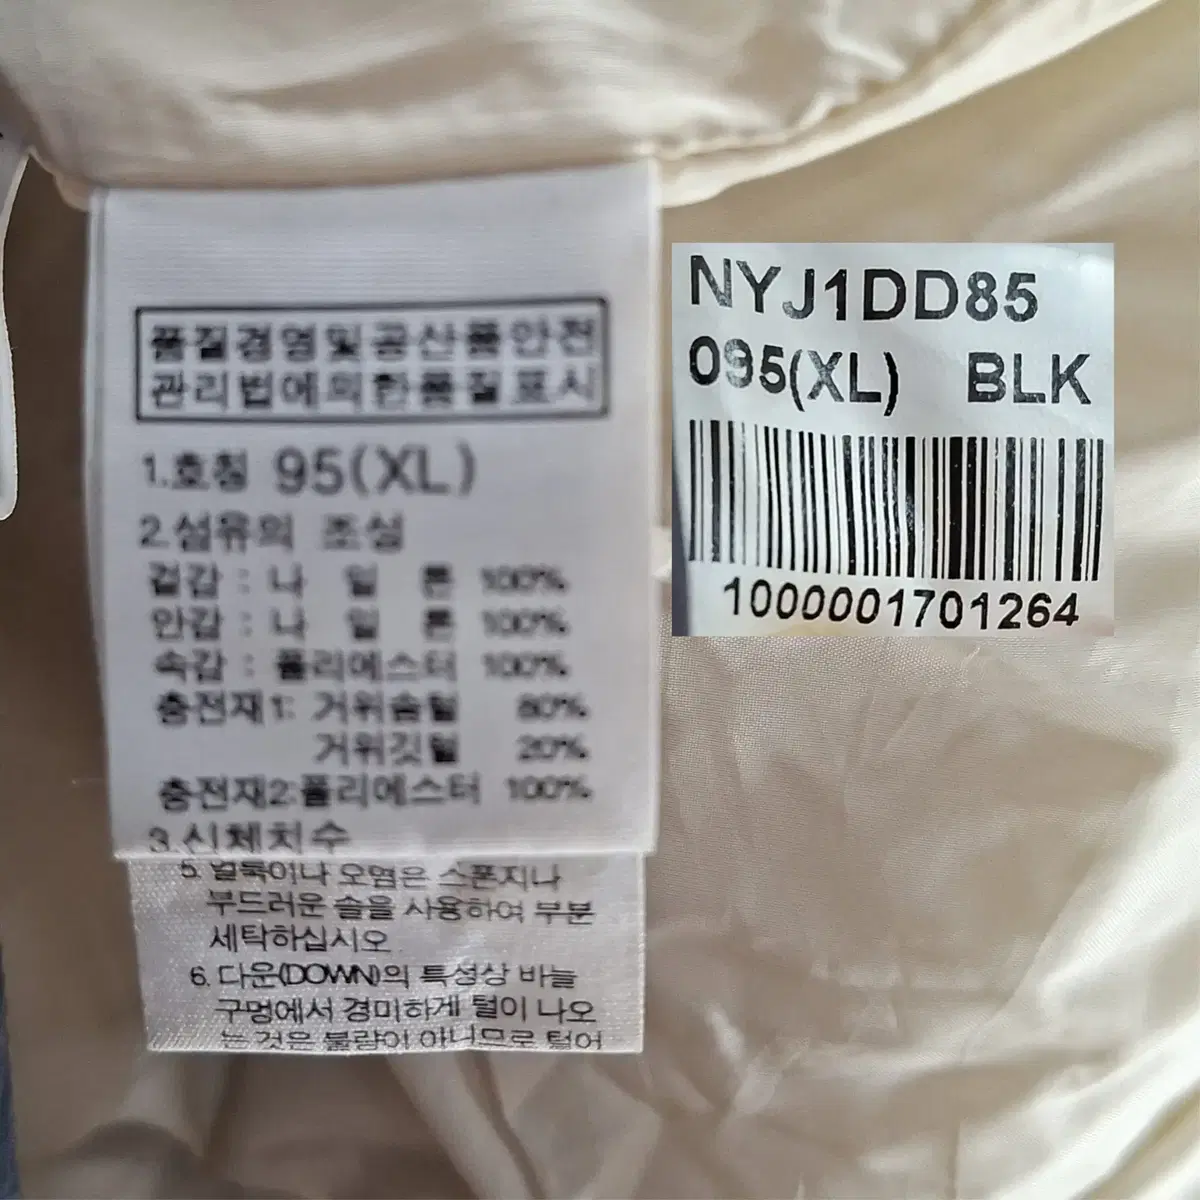 품질경영및공산품안전
관리법에의한품질표시
1.호칭 95(XL)
2.섬유의 조성
겉감 : 나 일 론 100%
안감 : 나 일 론 100%
속감 : 폴리에스터 100%
충전재1: 거위솜털 80%
거위깃털 20%
충전재2:폴리에스터 100%
3.신체치수
5. 얼룩이나 오염은 스폰지나
부드러운 솔을 사용하여 부분
세탁하십시오
6. 다운(DOWN)의 특성상 바늘
구멍에서 경미하게 털이 나오
는 것은 불량이 아니므로 털어
NYJ1DD85
095(XL) BLK
1000001701264